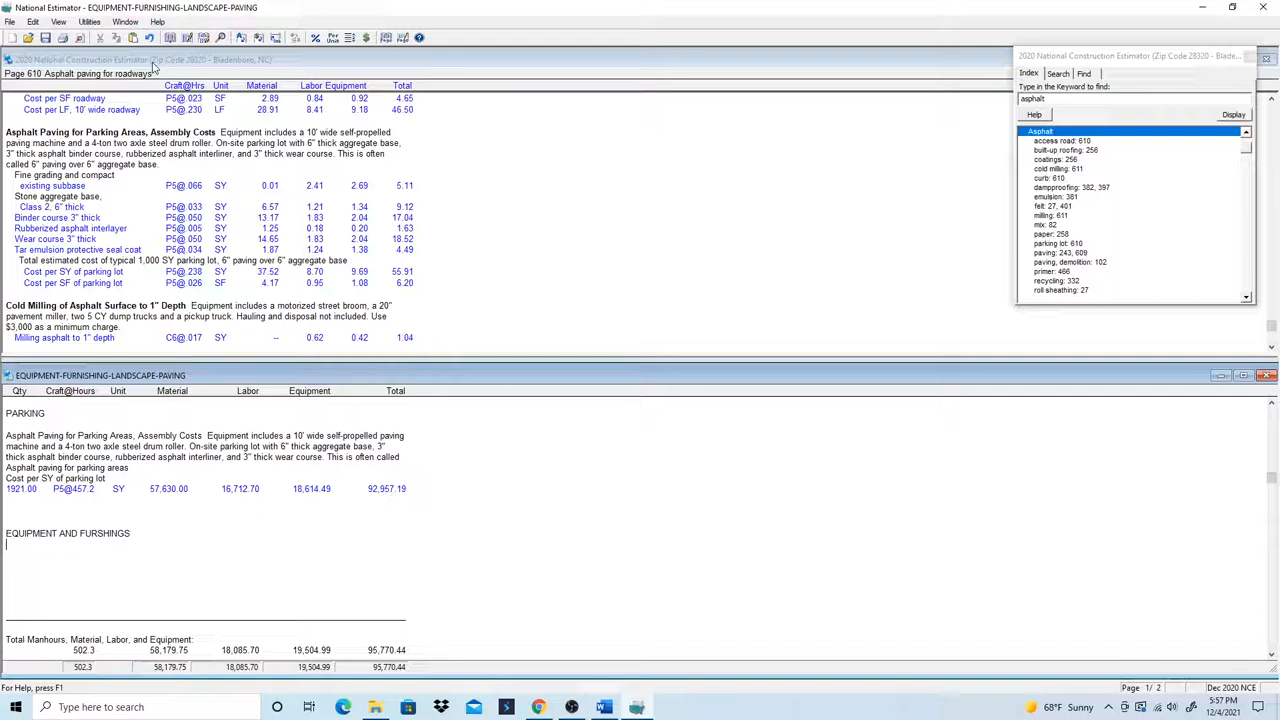 National Estimator - EQUIPMENT-FURNISHING-LANDSCAPE-PAVING
File Edit View Utilities Window Help
2020 National Construction Estimator (Zip Code 28320 - Bladenboro, NC)
Page 610 Asphalt paving for roadways
Craft@Hrs Unit Material Labor Equipment Total
Cost per SF roadway P5@.023 SF 2.89 0.84 0.92 4.65
Cost per LF, 10' wide roadway P5@.230 LF 28.91 8.41 9.18 46.50
Asphalt Paving for Parking Areas, Assembly Costs Equipment includes a 10' wide self-propelled
paving machine and a 4-ton two axle steel drum roller. On-site parking lot with 6" thick aggregate base,
3" thick asphalt binder course, rubberized asphalt interliner, and 3" thick wear course. This is often
called 6" paving over 6" aggregate base.
Fine grading and compact
existing subbase P5@.066 SY 0.01 2.41 2.69 5.11
Stone aggregate base,
Class 2, 6" thick P5@.033 SY 6.57 1.21 1.34 9.12
Binder course 3" thick P5@.050 SY 13.17 1.83 2.04 17.04
Rubberized asphalt interlayer P5@.005 SY 1.25 0.18 0.20 1.63
Wear course 3" thick P5@.050 SY 14.65 1.83 2.04 18.52
Tar emulsion protective seal coat P5@.034 SY 1.87 1.24 1.38 4.49
Total estimated cost of typical 1,000 SY parking lot, 6" paving over 6" aggregate base
Cost per SY of parking lot P5@.238 SY 37.52 8.70 9.69 55.91
Cost per SF of parking lot P5@.026 SF 4.17 0.95 1.08 6.20
Cold Milling of Asphalt Surface to 1" Depth Equipment includes a motorized street broom, a 20"
pavement miller, two 5 CY dump trucks and a pickup truck. Hauling and disposal not included. Use
$3,000 as a minimum charge.
Milling asphalt to 1" depth C6@.017 SY -- 0.62 0.42 1.04
2020 National Construction Estimator (Zip Code 28320 - Blade...
Index Search Find
Type in the Keyword to find:
asphalt
Help Display
Asphalt
access road: 610
built-up roofing: 256
coatings: 256
cold milling: 611
curb: 610
dampproofing: 382, 397
emulsion: 381
felt: 27, 401
milling: 611
mix: 82
paper: 258
parking lot: 610
paving: 243, 609
paving, demolition: 102
primer: 466
recycling: 332
roll sheathing: 27
EQUIPMENT-FURNISHING-LANDSCAPE-PAVING
Qty Craft@Hours Unit Material Labor Equipment Total
PARKING
Asphalt Paving for Parking Areas, Assembly Costs Equipment includes a 10' wide self-propelled paving
machine and a 4-ton two axle steel drum roller. On-site parking lot with 6" thick aggregate base, 3"
thick asphalt binder course, rubberized asphalt interliner, and 3" thick wear course. This is often called
Asphalt paving for parking areas
Cost per SY of parking lot
1921.00 P5@457.2 SY 57,630.00 16,712.70 18,614.49 92,957.19
EQUIPMENT AND FURSHINGS
Total Manhours, Material, Labor, and Equipment:
502.3 58,179.75 18,085.70 19,504.99 95,770.44
502.3 58,179.75 18,085.70 19,504.99 95,770.44
For Help, press F1
Page 1/ 2 Dec 2020 NCE
Type here to search
68°F Sunny
5:57 PM
12/4/2021